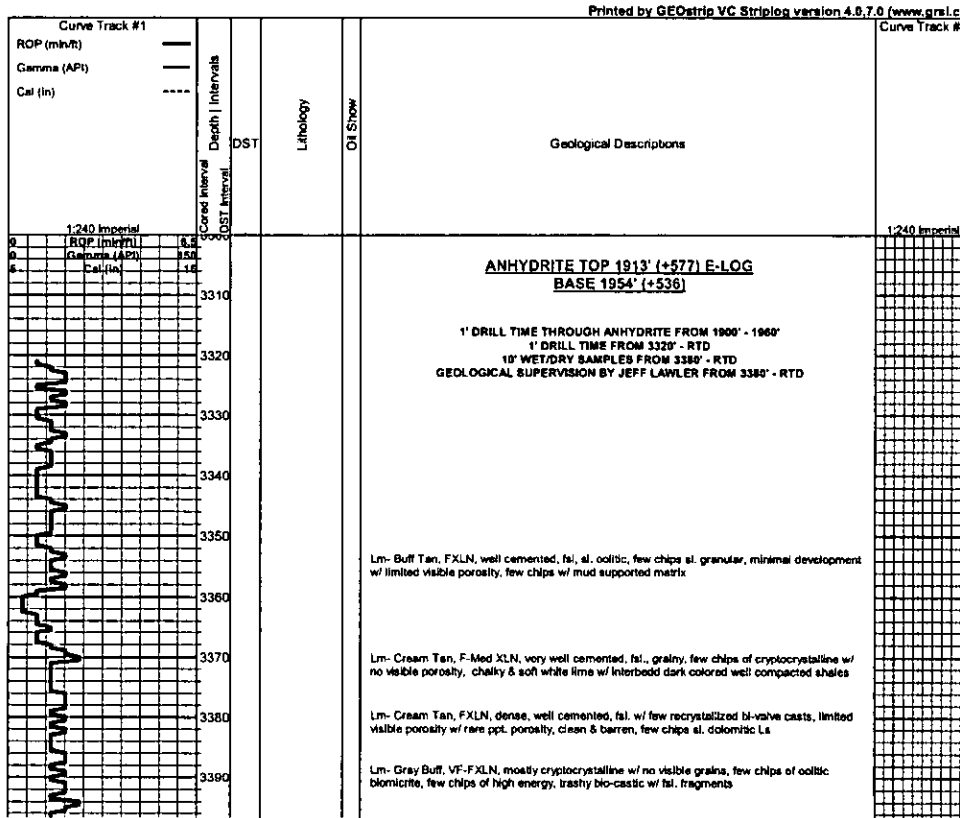 Printed by GEOstrip VC Striplog version 4.0.7.0 (www.grsi.c
Curve Track #1
ROP (min/ft)
Gamma (API)
Cal (in)
Depth | Intervals
Cored Interval
DST Interval
DST
Lithology
Oil Show
Geological Descriptions
Curve Track #
1:240 Imperial
1:240 Imperial
0 ROP (min/ft) 6.5
0 Gamma (API) 150
6 Cal (in) 16
3300
3310
3320
3330
3340
3350
3360
3370
3380
3390
ANHYDRITE TOP 1913' (+577) E-LOG
BASE 1954' (+536)
1' DRILL TIME THROUGH ANHYDRITE FROM 1900' - 1960'
1' DRILL TIME FROM 3320' - RTD
10' WET/DRY SAMPLES FROM 3380' - RTD
GEOLOGICAL SUPERVISION BY JEFF LAWLER FROM 3380' - RTD
Lm- Buff Tan, FXLN, well cemented, fsl, sl. oolitic, few chips sl. granular, minimal development
w/ limited visible porosity, few chips w/ mud supported matrix
Lm- Cream Tan, F-Med XLN, very well cemented, fsl., grainy, few chips of cryptocrystalline w/
no visible porosity, chalky & soft white lime w/ interbedd dark colored well compacted shales
Lm- Cream Tan, FXLN, dense, well cemented, fsl. w/ few recrystallized bi-valve casts, limited
visible porosity w/ rare ppt. porosity, clean & barren, few chips sl. dolomitic Ls
Lm- Gray Buff, VF-FXLN, mostly cryptocrystalline w/ no visible grains, few chips of oolitic
biomicrite, few chips of high energy, trashy bio-castic w/ fsl. fragments